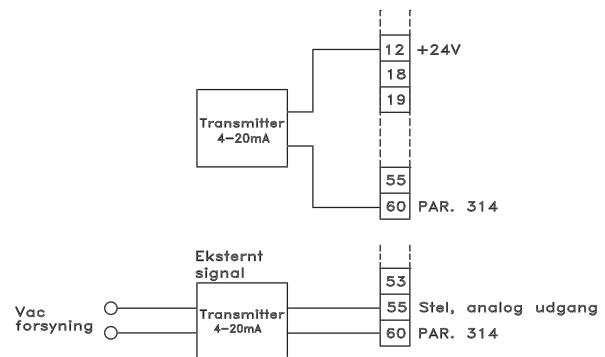 12 +24V
18
19
Transmitter
4-20mA
55
60 PAR. 314
Eksternt
signal
53
Vac
forsyning
Transmitter
4-20mA
55 Stel, analog udgang
60 PAR. 314